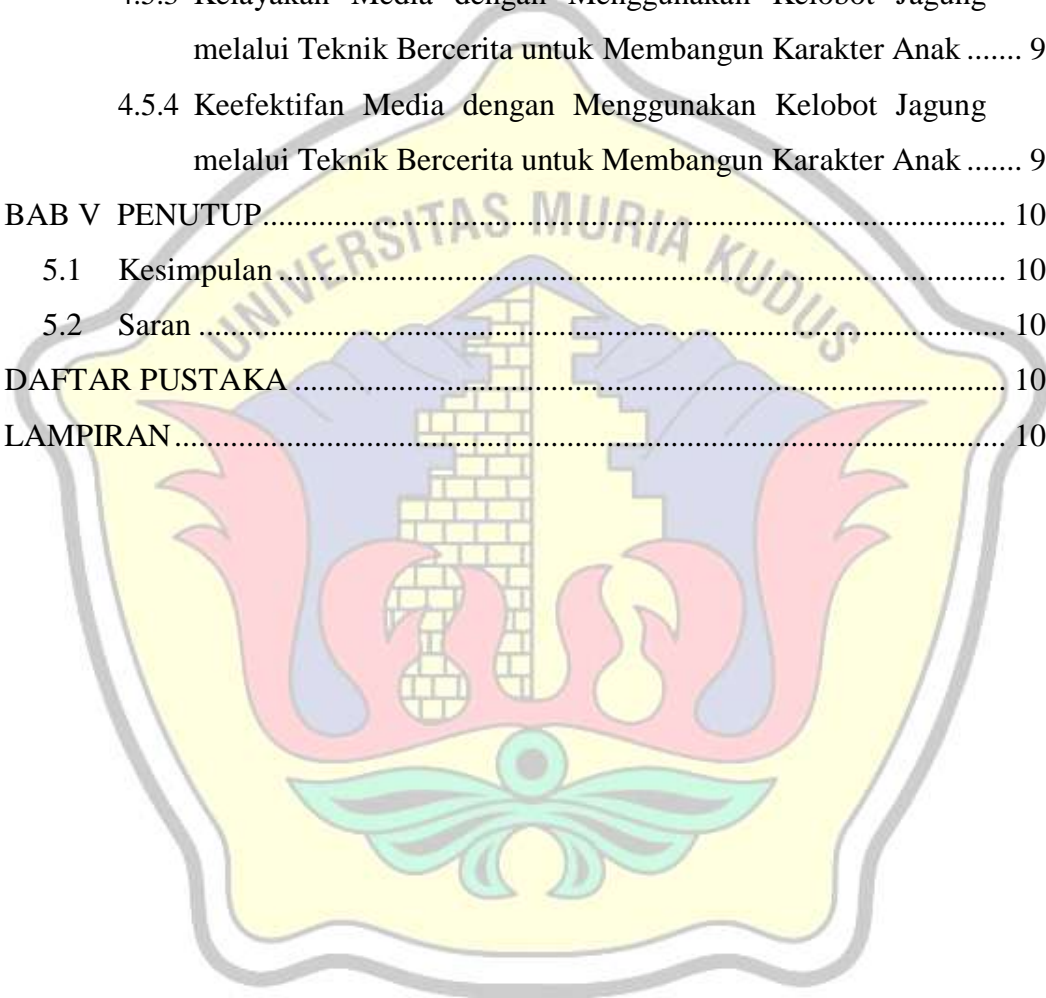 4.5.3 Kelayakan Media dengan Menggunakan Kelobot Jagung
melalui Teknik Bercerita untuk Membangun Karakter Anak ....... 9
4.5.4 Keefektifan Media dengan Menggunakan Kelobot Jagung
melalui Teknik Bercerita untuk Membangun Karakter Anak ....... 9
BAB V PENUTUP............................................................................ 10
5.1 Kesimpulan............................................................................ 10
5.2 Saran ............................................................................ 10
DAFTAR PUSTAKA ............................................................................ 10
LAMPIRAN............................................................................ 10
UNIVERSITAS MURIA KUDUS